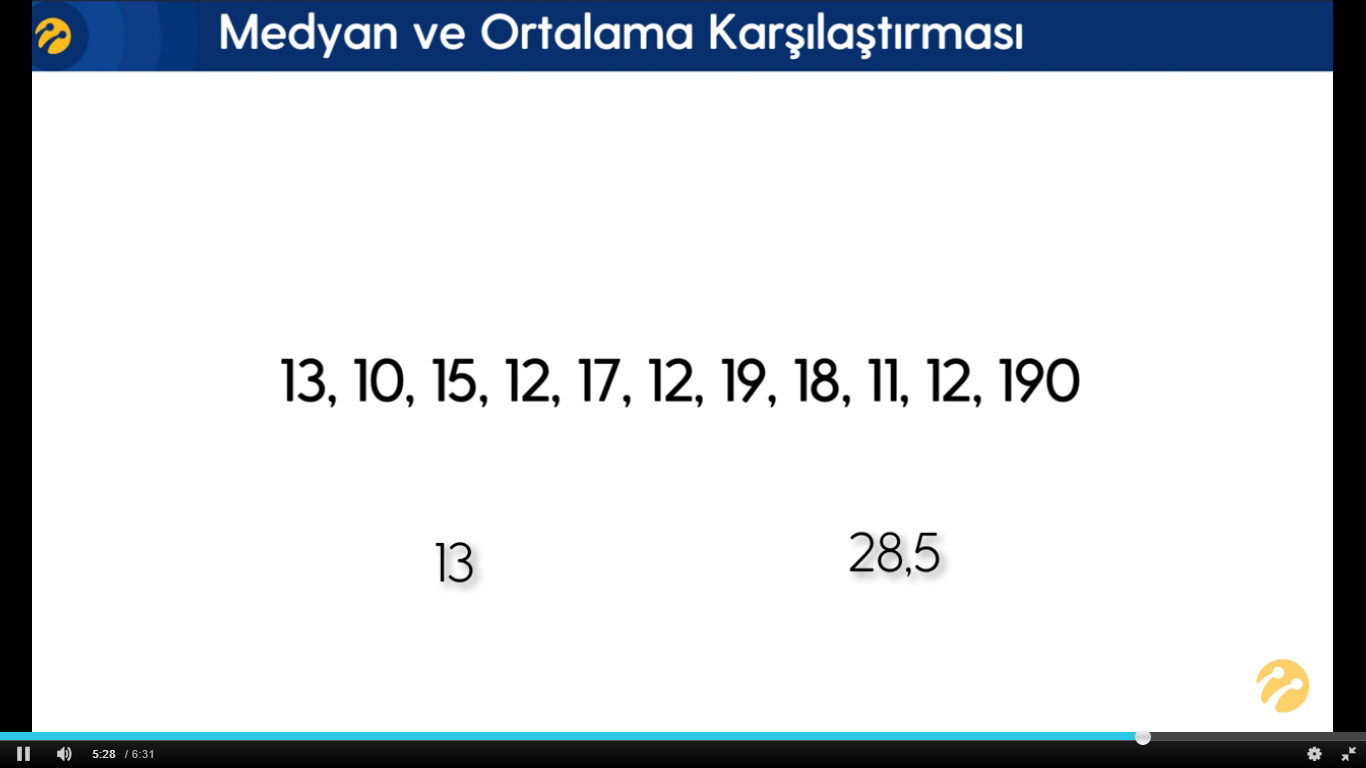 Medyan ve Ortalama Karşılaştırması
13, 10, 15, 12, 17, 12, 19, 18, 11, 12, 190
13 28,5
5:28 / 6:31